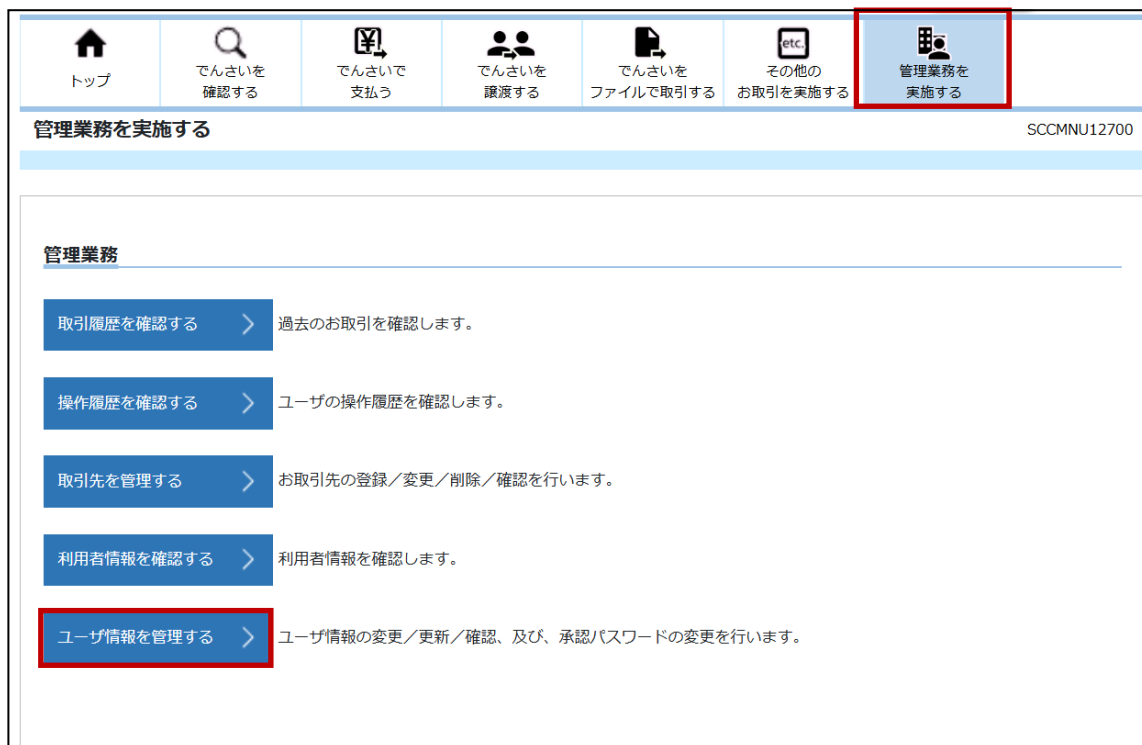 トップ
でんさいを
確認する
でんさいで
支払う
でんさいを
譲渡する
でんさいを
ファイルで取引する
etc.
その他の
お取引を実施する
管理業務を
実施する
管理業務を実施する
SCCMNU12700
管理業務
取引履歴を確認する 過去のお取引を確認します。
操作履歴を確認する ユーザの操作履歴を確認します。
取引先を管理する お取引先の登録／変更／削除／確認を行います。
利用者情報を確認する 利用者情報を確認します。
ユーザ情報を管理する ユーザ情報の変更／更新／確認、及び、承認パスワードの変更を行います。